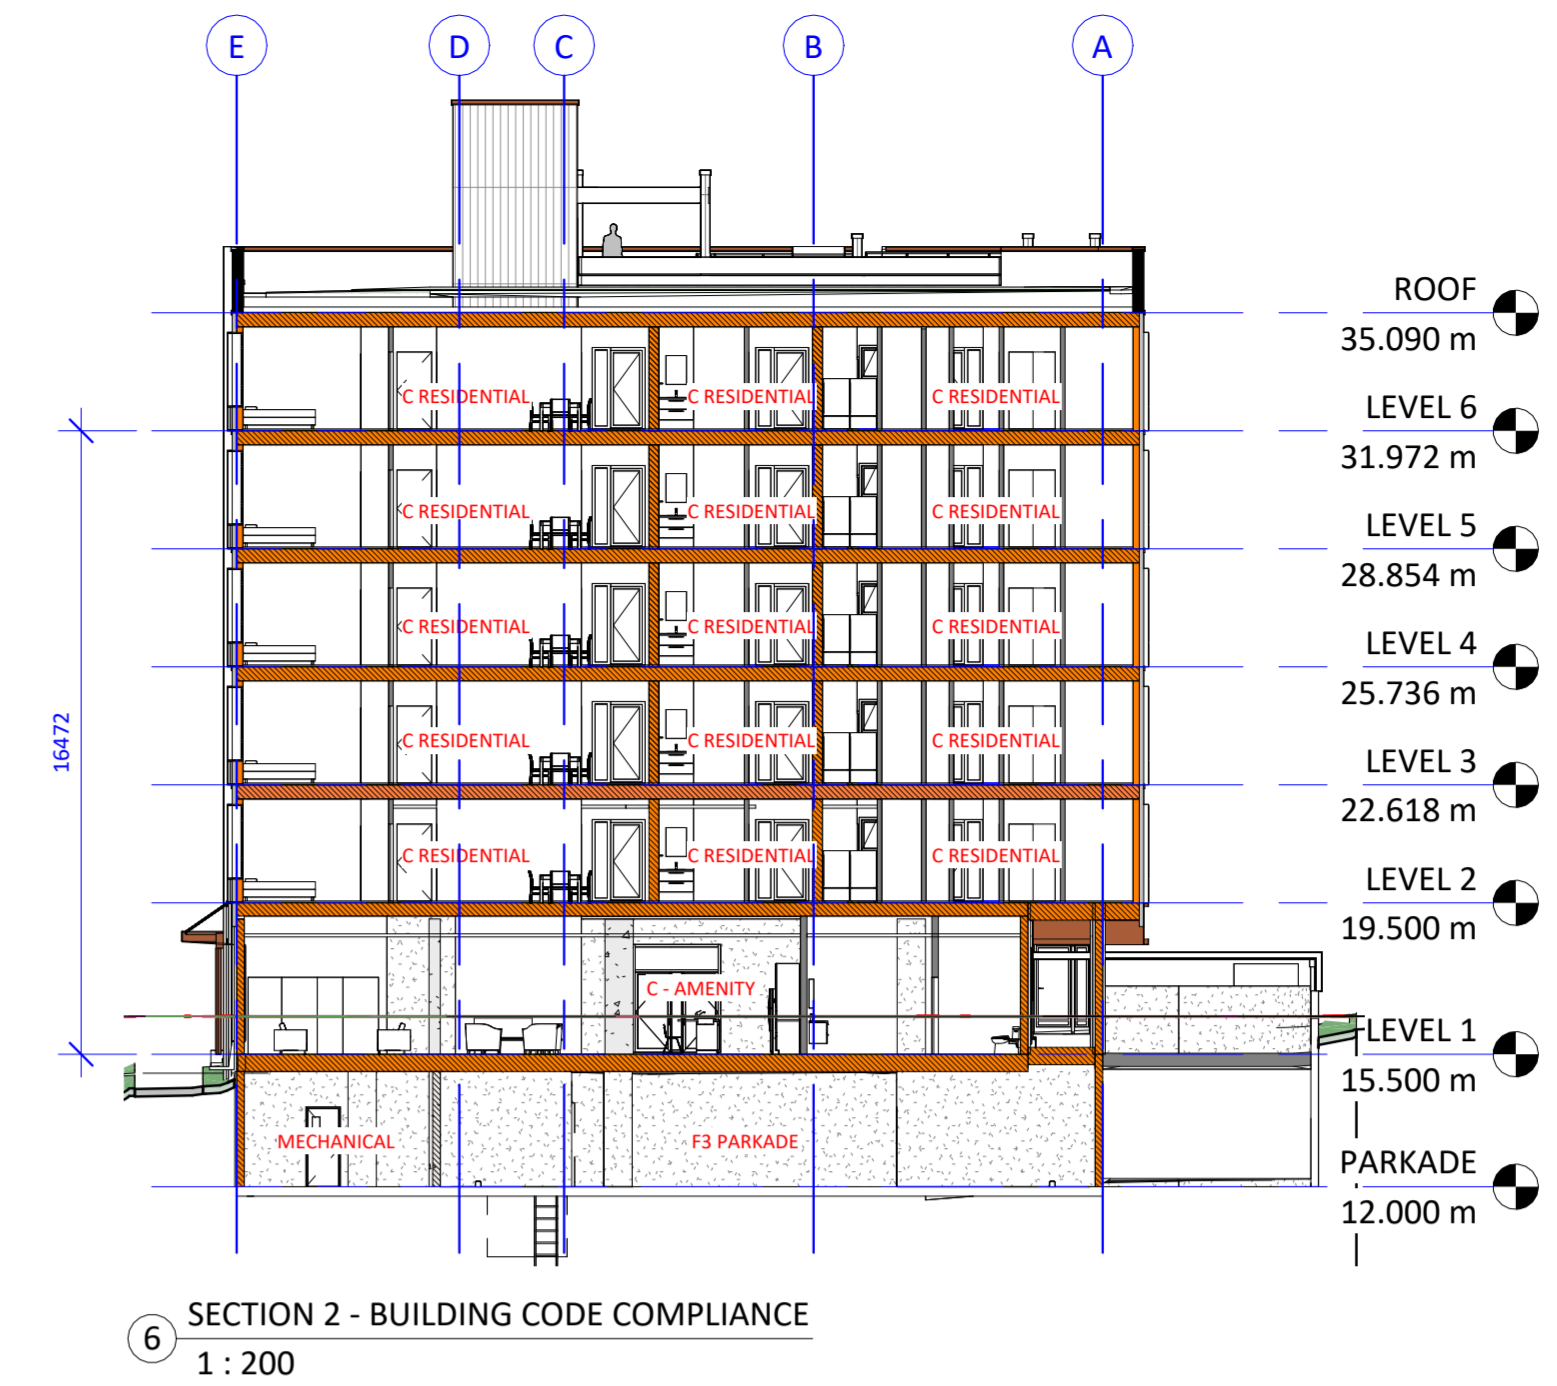 E
D
C
B
A
ROOF
35.090 m
C RESIDENTIAL
C RESIDENTIAL
C RESIDENTIAL
LEVEL 6
31.972 m
C RESIDENTIAL
C RESIDENTIAL
C RESIDENTIAL
LEVEL 5
28.854 m
C RESIDENTIAL
C RESIDENTIAL
C RESIDENTIAL
LEVEL 4
25.736 m
16472
C RESIDENTIAL
C RESIDENTIAL
C RESIDENTIAL
LEVEL 3
22.618 m
C RESIDENTIAL
C RESIDENTIAL
C RESIDENTIAL
LEVEL 2
19.500 m
C - AMENITY
LEVEL 1
15.500 m
MECHANICAL
F3 PARKADE
PARKADE
12.000 m
6
SECTION 2 - BUILDING CODE COMPLIANCE
1 : 200